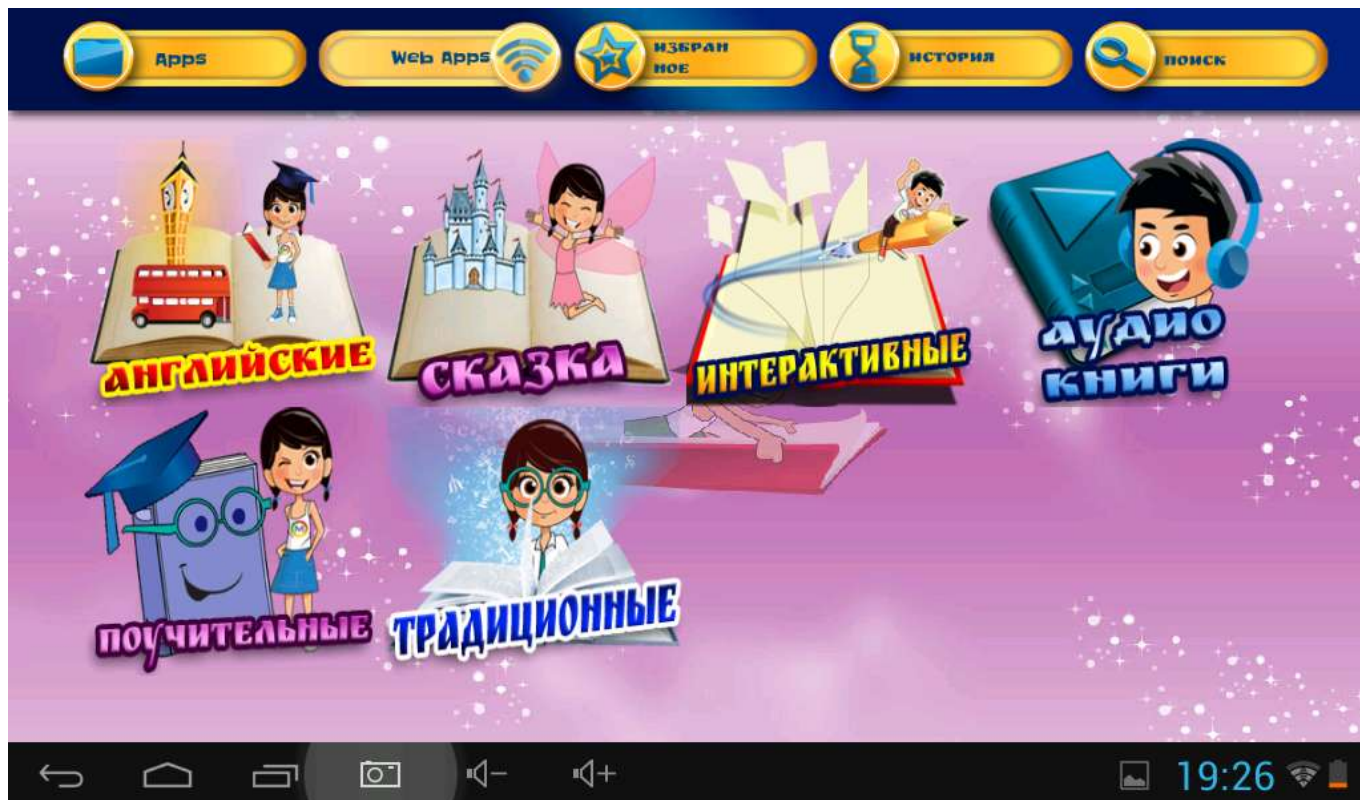 Apps
Web Apps
ИЗБРАН
НОЕ
ИСТОРИЯ
ПОИСК
АНГЛИЙСКИЕ
СКАЗКА
ИНТЕРАКТИВНЫЕ
АУДИО
КНИГИ
ПОУЧИТЕЛЬНЫЕ
ТРАДИЦИОННЫЕ
19:26